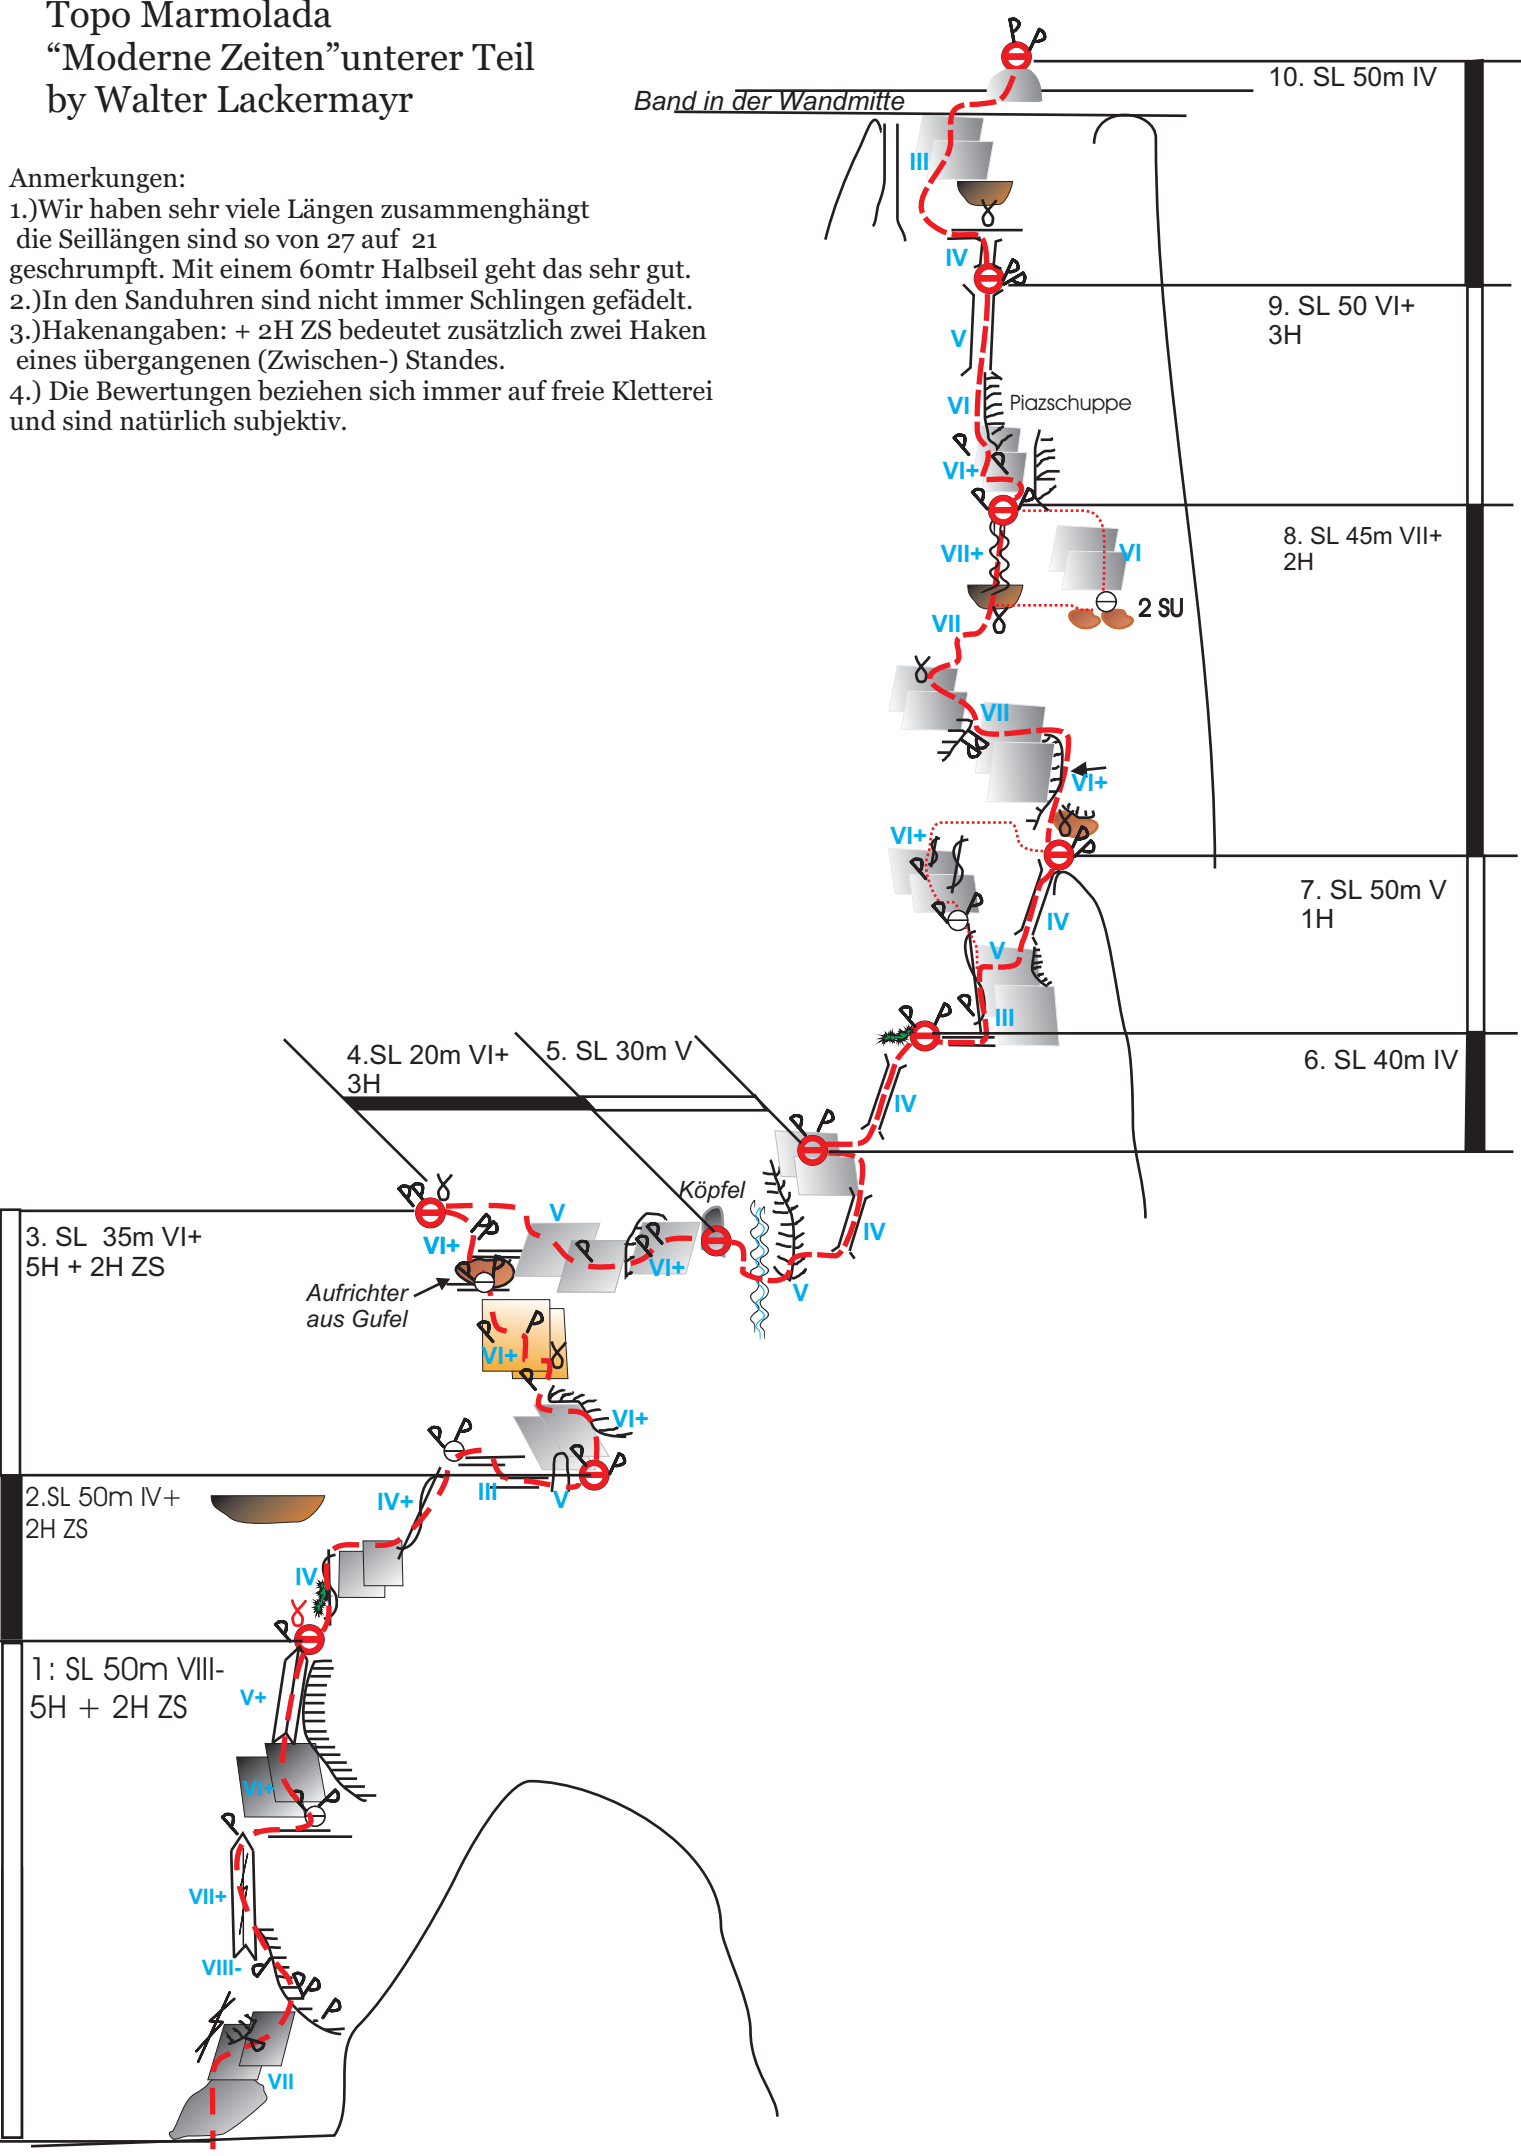 Topo Marmolada
“Moderne Zeiten”unterer Teil
by Walter Lackermayr
Anmerkungen:
1.)Wir haben sehr viele Längen zusammenghängt
die Seillängen sind so von 27 auf 21
geschrumpft. Mit einem 60mtr Halbseil geht das sehr gut.
2.)In den Sanduhren sind nicht immer Schlingen gefädelt.
3.)Hakenangaben: + 2H ZS bedeutet zusätzlich zwei Haken
eines übergangenen (Zwischen-) Standes.
4.) Die Bewertungen beziehen sich immer auf freie Kletterei
und sind natürlich subjektiv.
10. SL 50m IV
Band in der Wandmitte
III
IV
9. SL 50 VI+
3H
V
VI
Piazschuppe
VI+
8. SL 45m VII+
2H
VII+
VI
2 SU
VII
VII
VI+
VI+
7. SL 50m V
1H
IV
V
III
6. SL 40m IV
4.SL 20m VI+
3H
5. SL 30m V
IV
Köpfel
V
IV
3. SL 35m VI+
5H + 2H ZS
VI+
VI+
V
Aufrichter
aus Gufel
VI+
VI+
2.SL 50m IV+
2H ZS
IV+
III
V
IV
1: SL 50m VIII-
5H + 2H ZS
V+
VI+
VII+
VIII-
VII